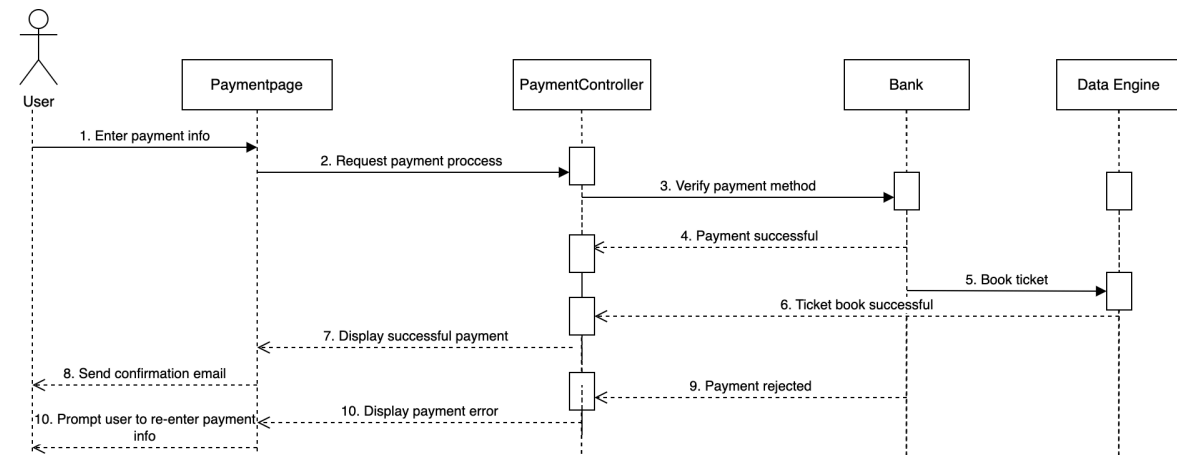 User
Paymentpage
PaymentController
Bank
Data Engine
1. Enter payment info
2. Request payment proccess
3. Verify payment method
4. Payment successful
5. Book ticket
6. Ticket book successful
7. Display successful payment
8. Send confirmation email
9. Payment rejected
10. Display payment error
10. Prompt user to re-enter payment
info